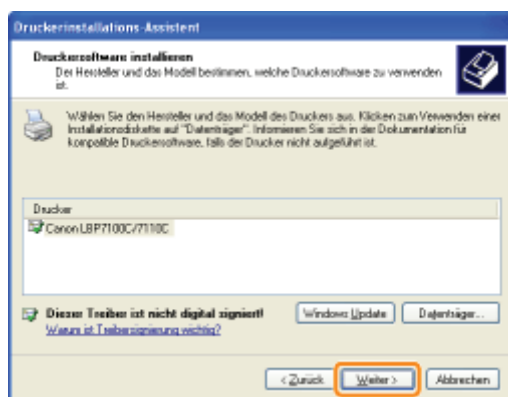 Druckerinstallations-Assistent
Druckersoftware installieren
Der Hersteller und das Modell bestimmen, welche Druckersoftware zu verwenden
ist.
Wählen Sie den Hersteller und das Modell des Druckers aus. Klicken zum Verwenden einer
Installationsdiskette auf "Datenträger". Informieren Sie sich in der Dokumentation für
kompatible Druckersoftware, falls der Drucker nicht aufgeführt ist.
Drucker
Canon LBP7100C/7110C
Dieser Treiber ist nicht digital signiert!
Windows Update
Datenträger...
Warum ist Treibersignierung wichtig?
< Zurück
Weiter >
Abbrechen